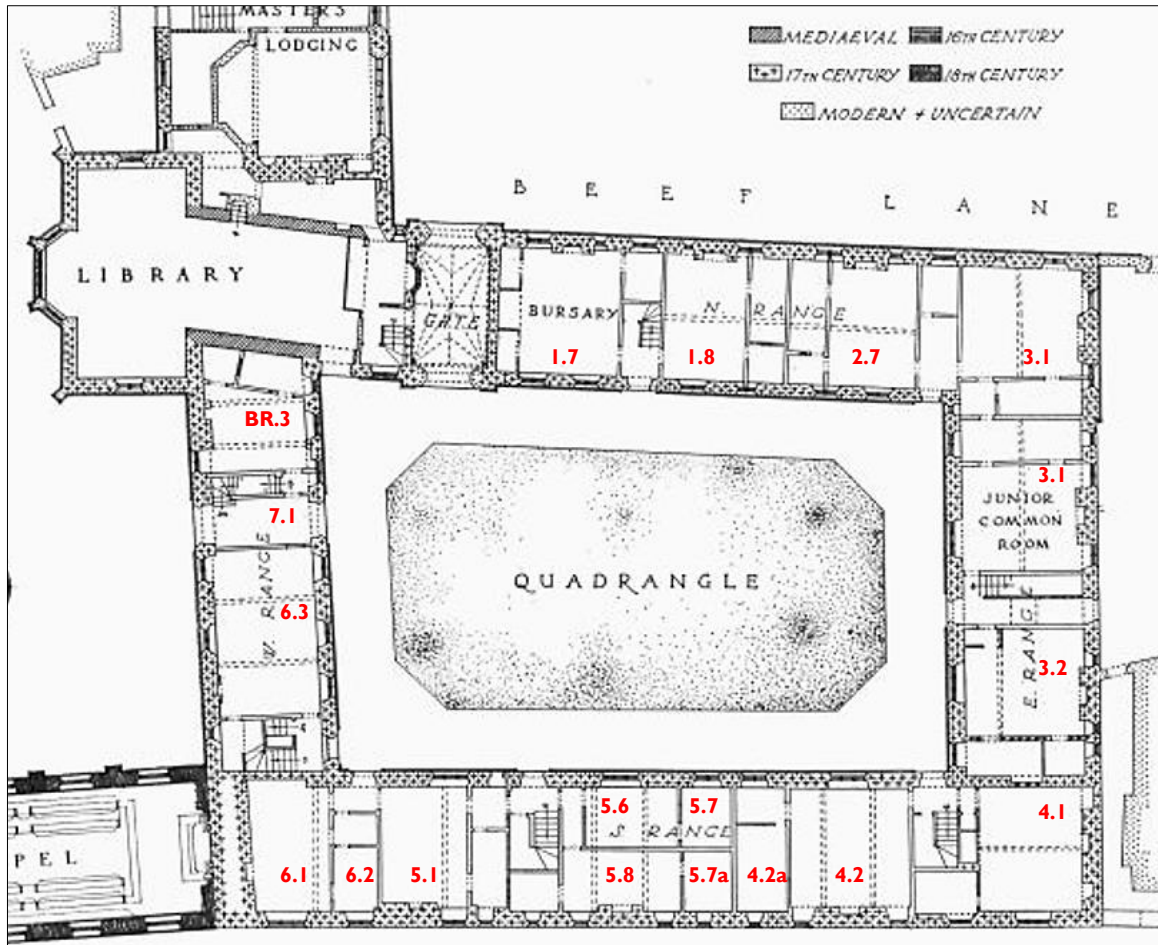 MASTERS
LODGING
MEDIAEVAL 16TH CENTURY
17TH CENTURY 18TH CENTURY
MODERN & UNCERTAIN
BEEF LANE
LIBRARY
GATE
BURSARY
N. RANGE
1.7
1.8
2.7
3.1
BR.3
7.1
W. RANGE
6.3
QUADRANGLE
3.1
JUNIOR
COMMON
ROOM
E. RANGE
3.2
5.6
5.7
S. RANGE
4.1
PEL
6.1
6.2
5.1
5.8
5.7a
4.2a
4.2